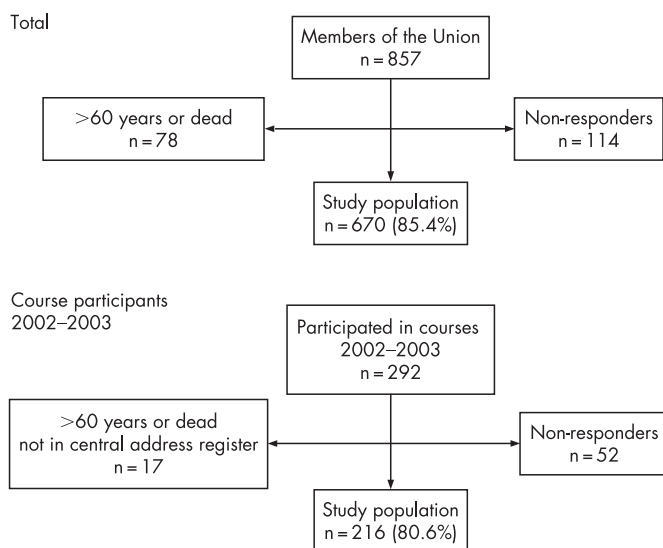 Total
Members of the Union
n = 857
>60 years or dead
n = 78
Non-responders
n = 114
Study population
n = 670 (85.4%)
Course participants
2002–2003
Participated in courses
2002–2003
n = 292
>60 years or dead
not in central address register
n = 17
Non-responders
n = 52
Study population
n = 216 (80.6%)